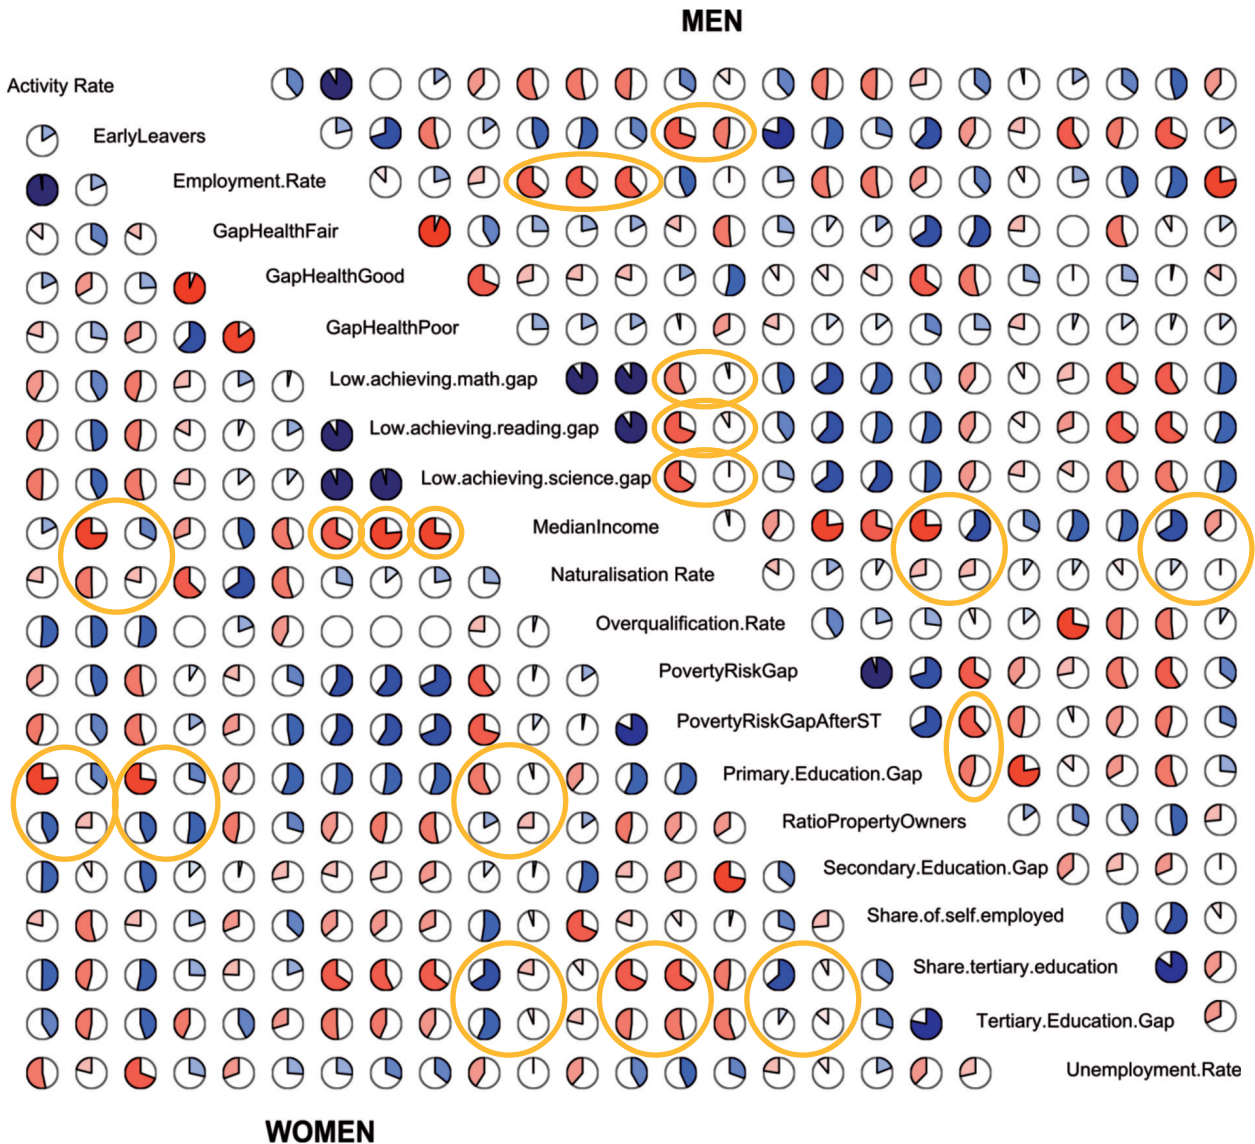 MEN
Activity Rate
EarlyLeavers
Employment.Rate
GapHealthFair
GapHealthGood
GapHealthPoor
Low.achieving.math.gap
Low.achieving.reading.gap
Low.achieving.science.gap
MedianIncome
Naturalisation Rate
Overqualification.Rate
PovertyRiskGap
PovertyRiskGapAfterST
Primary.Education.Gap
RatioPropertyOwners
Secondary.Education.Gap
Share.of.self.employed
Share.tertiary.education
Tertiary.Education.Gap
Unemployment.Rate
WOMEN